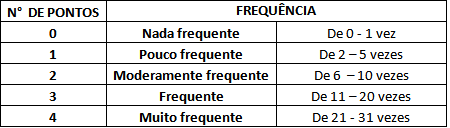 N° DE PONTOS FREQUÊNCIA
0 Nada frequente De 0 - 1 vez
1 Pouco frequente De 2 – 5 vezes
2 Moderamente frequente De 6 – 10 vezes
3 Frequente De 11 – 20 vezes
4 Muito frequente De 21 - 31 vezes